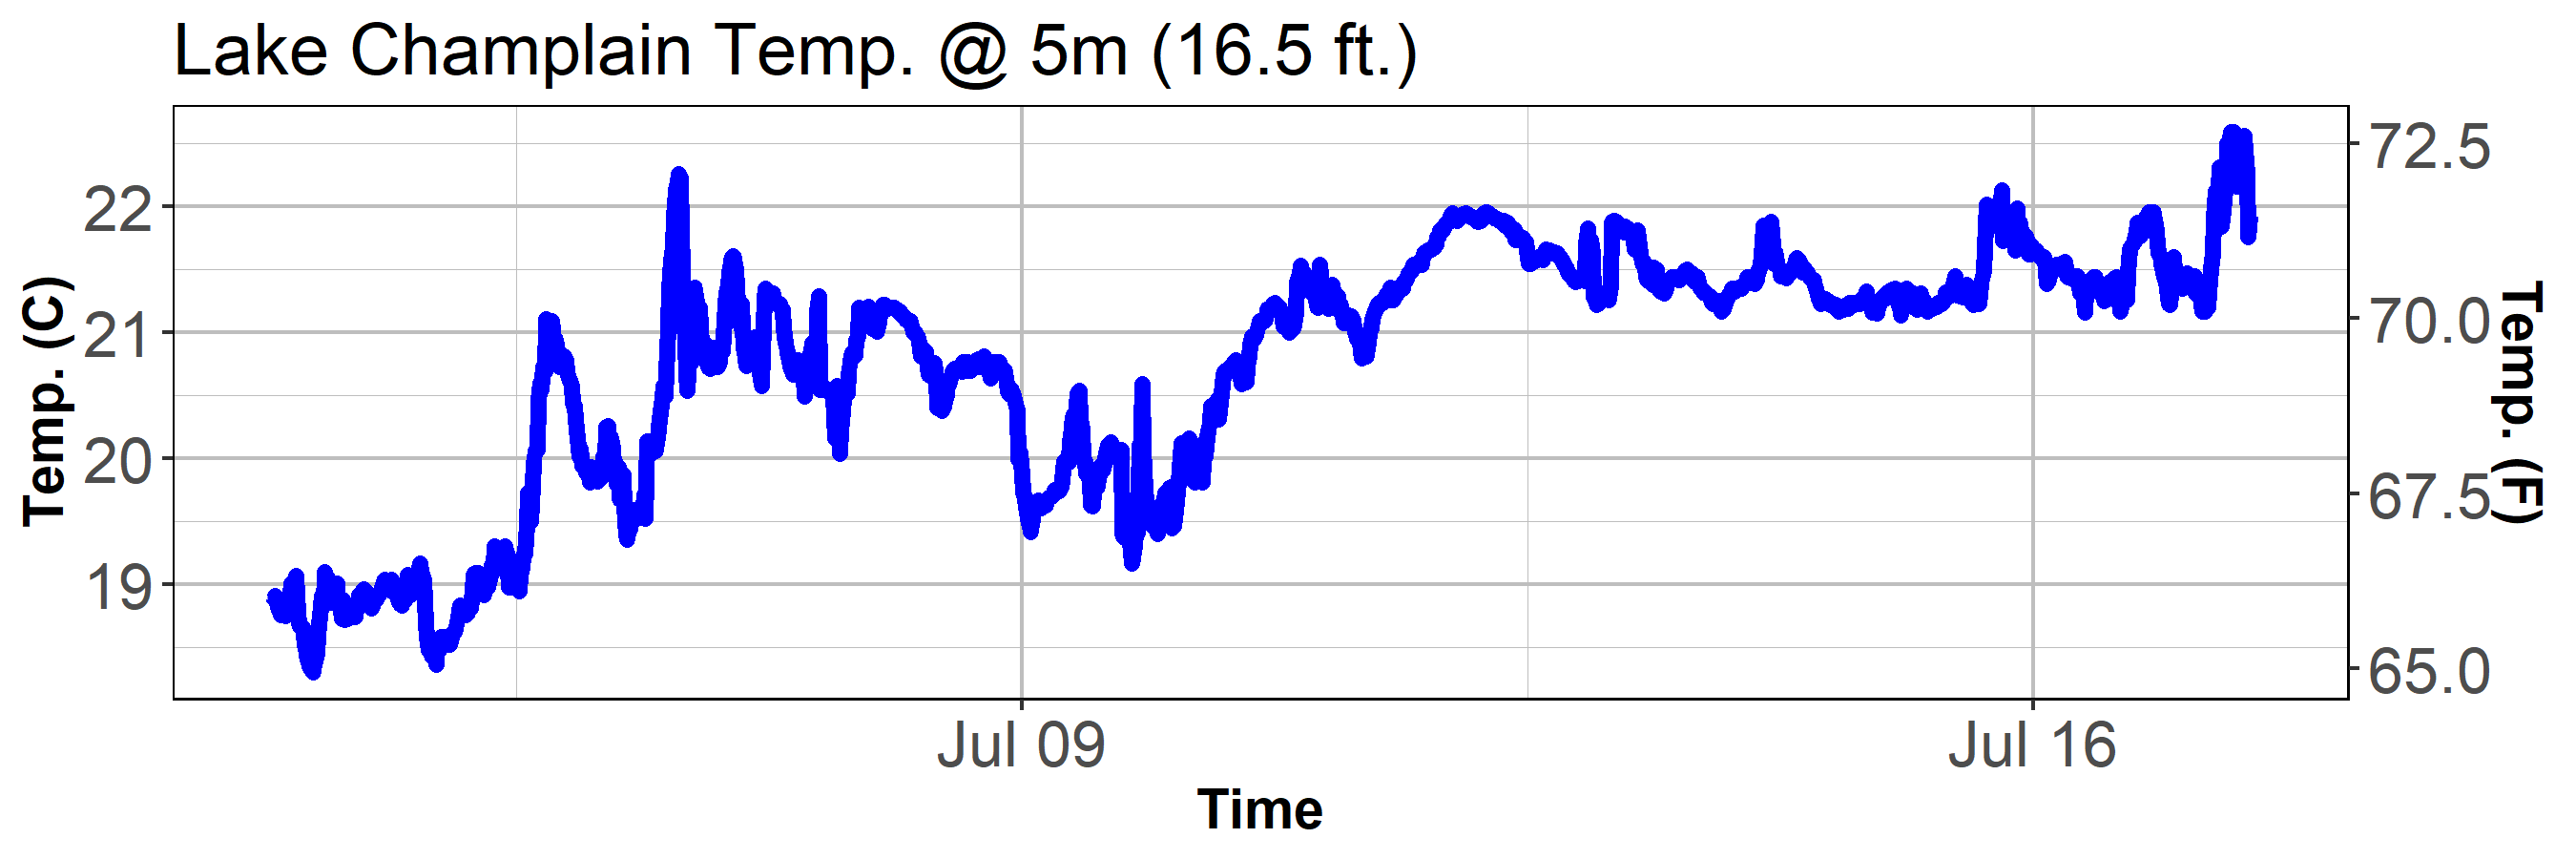 Lake Champlain Temp. @ 5m (16.5 ft.)
Temp. (C)
22
21
20
19
72.5
70.0
67.5
65.0
Temp. (F)
Jul 09
Jul 16
Time